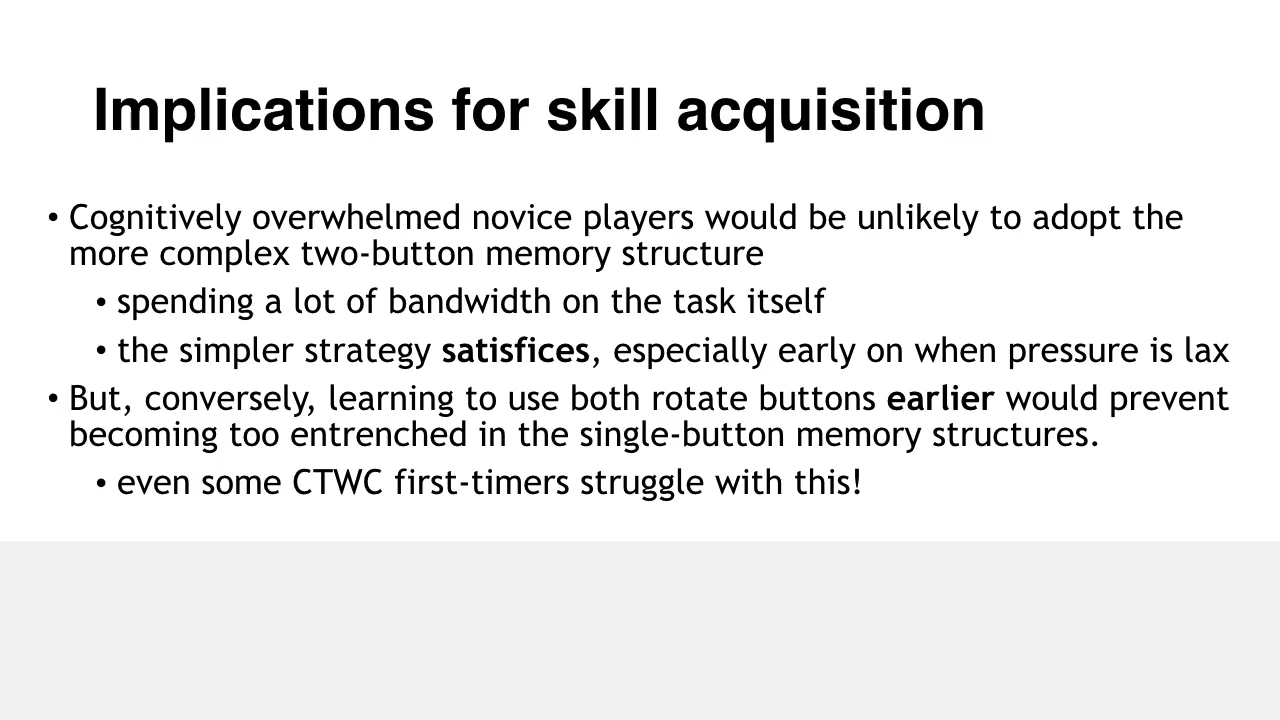 Implications for skill acquisition
• Cognitively overwhelmed novice players would be unlikely to adopt the
more complex two-button memory structure
• spending a lot of bandwidth on the task itself
• the simpler strategy satisfices, especially early on when pressure is lax
• But, conversely, learning to use both rotate buttons earlier would prevent
becoming too entrenched in the single-button memory structures.
• even some CTWC first-timers struggle with this!